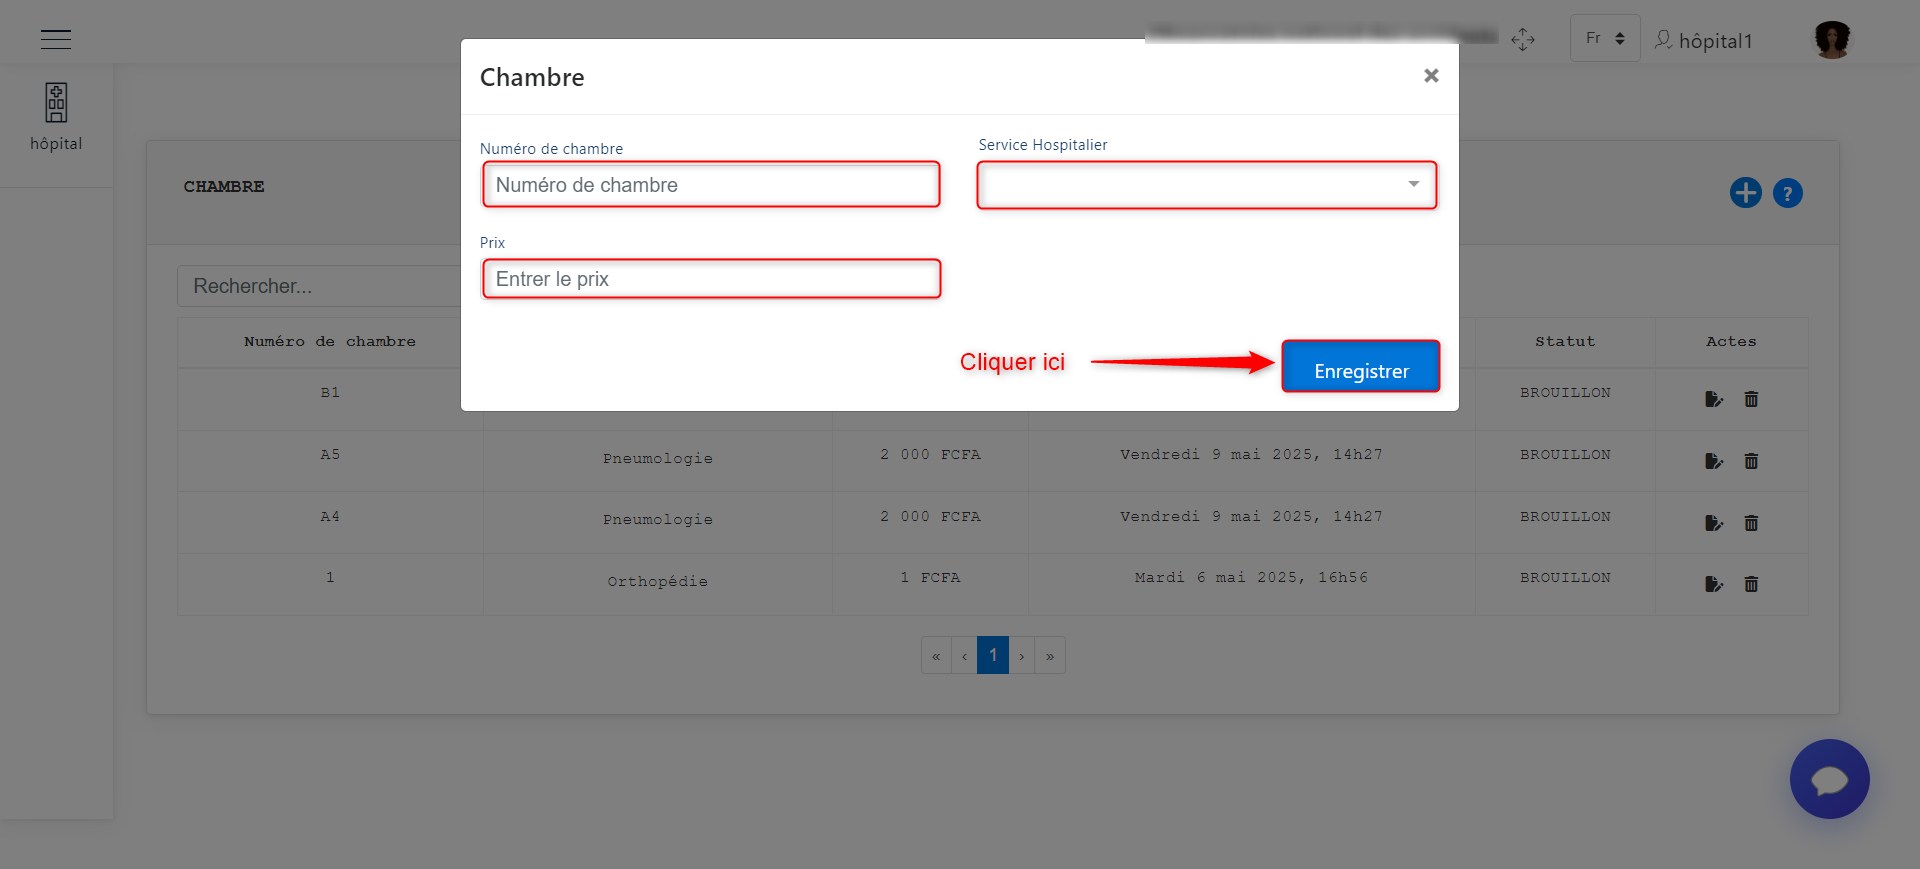 Fr
hôpital1
hôpital
Chambre
×
Numéro de chambre
Service Hospitalier
Numéro de chambre
Prix
Entrer le prix
Cliquer ici
Enregistrer
CHAMBRE
?
Rechercher...
Numéro de chambre Statut Actes
B1 BROUILLON
A5 Pneumologie 2 000 FCFA Vendredi 9 mai 2025, 14h27 BROUILLON
A4 Pneumologie 2 000 FCFA Vendredi 9 mai 2025, 14h27 BROUILLON
1 Orthopédie 1 FCFA Mardi 6 mai 2025, 16h56 BROUILLON
« ‹ 1 › »